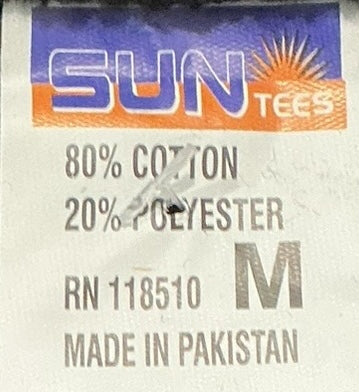 SUN TEES
80% COTTON
20% POLYESTER
RN 118510 M
MADE IN PAKISTAN